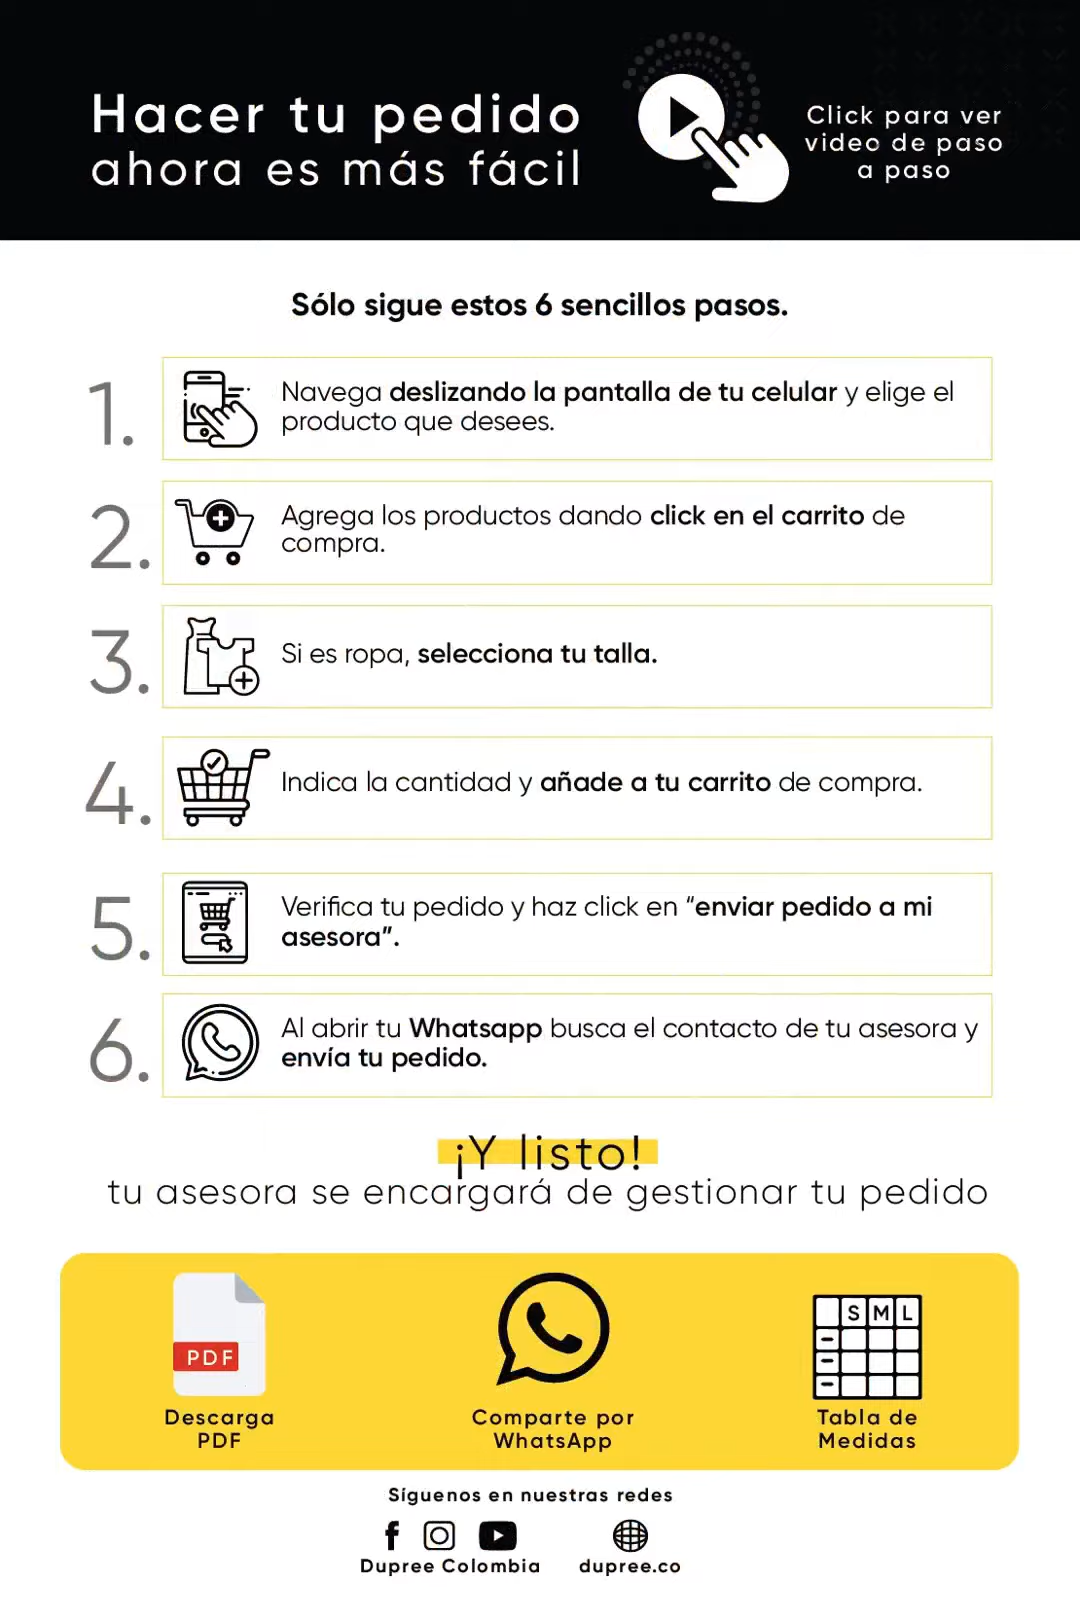 Hacer tu pedido
ahora es más fácil
Click para ver
video de paso
a paso
Sólo sigue estos 6 sencillos pasos.
1.
Navega deslizando la pantalla de tu celular y elige el
producto que desees.
2.
Agrega los productos dando click en el carrito de
compra.
3.
Si es ropa, selecciona tu talla.
4.
Indica la cantidad y añade a tu carrito de compra.
5.
Verifica tu pedido y haz click en “enviar pedido a mi
asesora”.
6.
Al abrir tu Whatsapp busca el contacto de tu asesora y
envía tu pedido.
¡Y listo!
tu asesora se encargará de gestionar tu pedido
PDF
Descarga
PDF
Comparte por
WhatsApp
S M L
Tabla de
Medidas
Síguenos en nuestras redes
Dupree Colombia
dupree.co